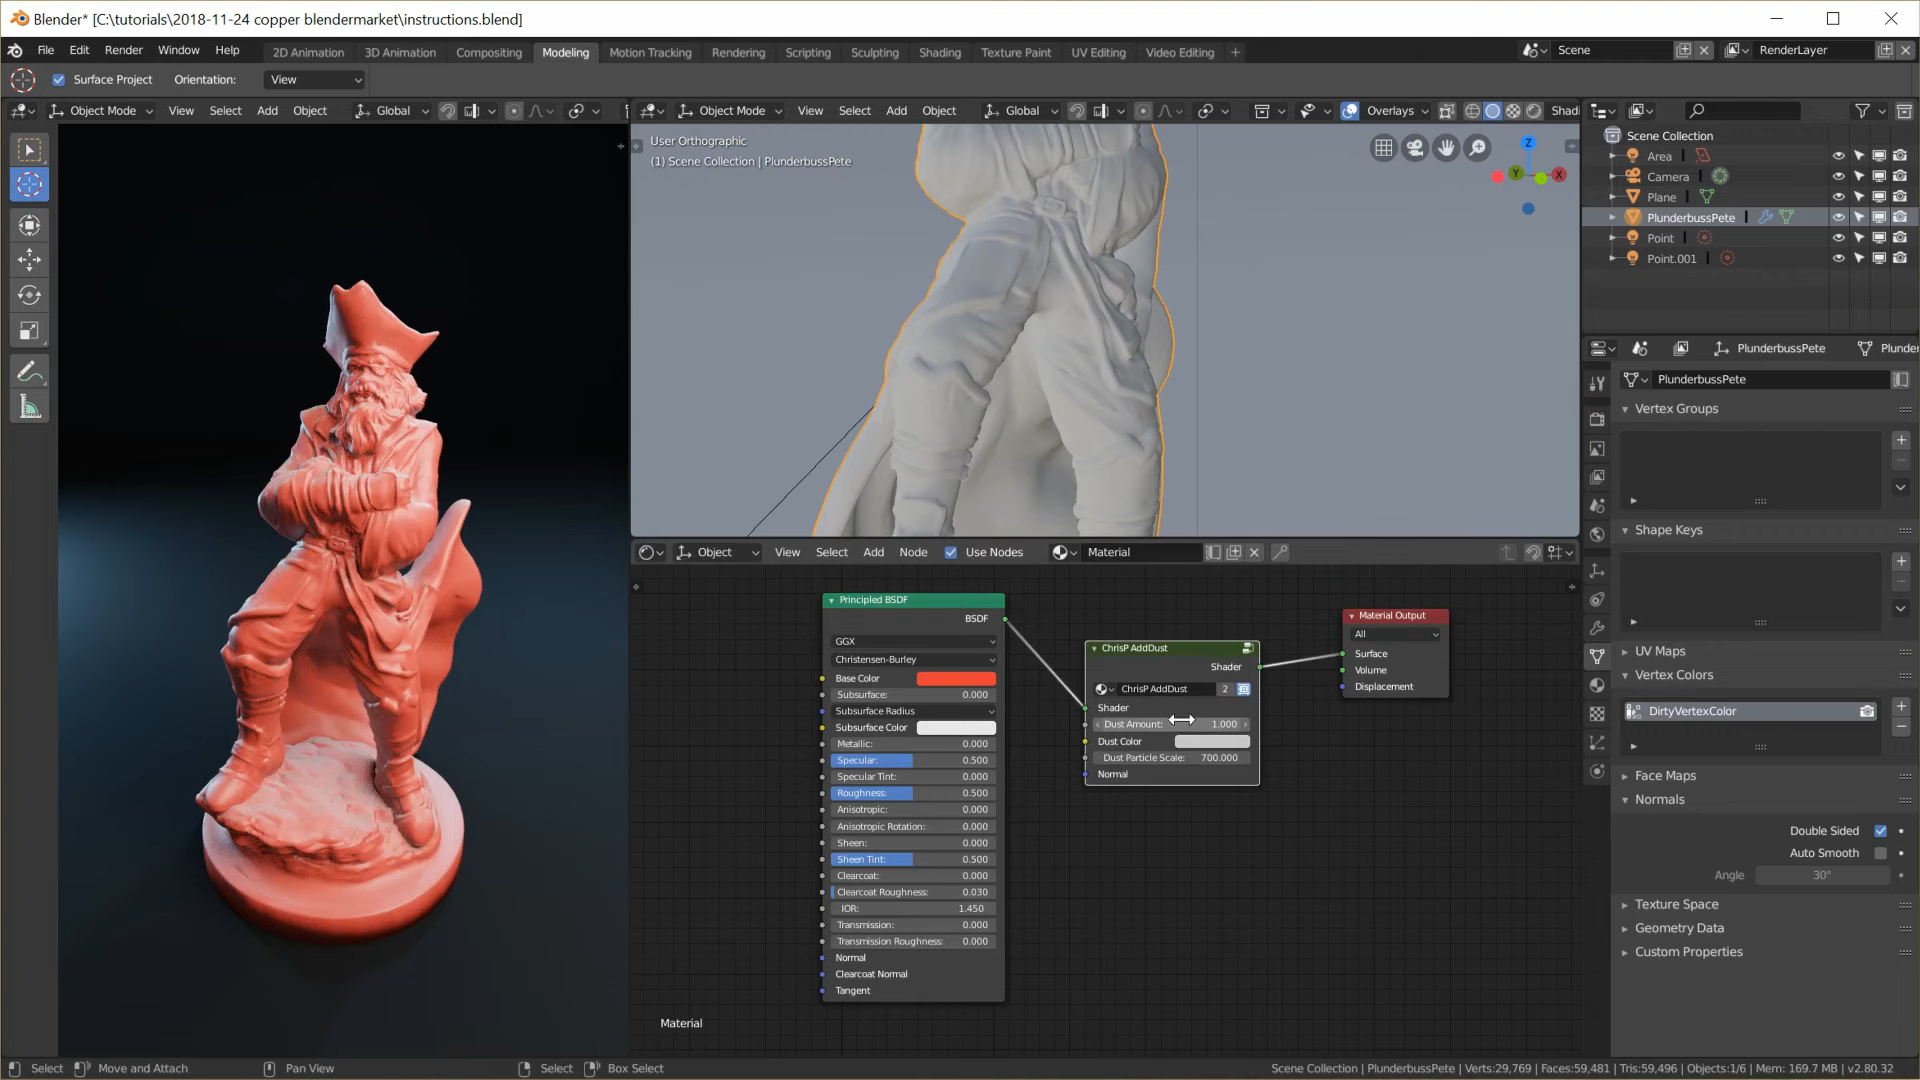 Blender* [C:\tutorials\2018-11-24 copper blendermarket\instructions.blend]
File Edit Render Window Help 2D Animation 3D Animation Compositing Modeling Motion Tracking Rendering Scripting Sculpting Shading Texture Paint UV Editing Video Editing + Scene RenderLayer
Surface Project Orientation: View
Object Mode View Select Add Object Global
Object Mode View Select Add Object Global Overlays Shadi
User Orthographic
(1) Scene Collection | PlunderbussPete
Z
Y
X
Scene Collection
Area
Camera
Plane
PlunderbussPete
Point
Point.001
PlunderbussPete Plunder
PlunderbussPete
Vertex Groups
Shape Keys
UV Maps
Vertex Colors
DirtyVertexColor
Face Maps
Normals
Double Sided
Auto Smooth
Angle 30°
Texture Space
Geometry Data
Custom Properties
Object View Select Add Node Use Nodes Material
Principled BSDF
BSDF
GGX
Christensen-Burley
Base Color
Subsurface: 0.000
Subsurface Radius
Subsurface Color
Metallic: 0.000
Specular: 0.500
Specular Tint: 0.000
Roughness: 0.500
Anisotropic: 0.000
Anisotropic Rotation: 0.000
Sheen: 0.000
Sheen Tint: 0.500
Clearcoat: 0.000
Clearcoat Roughness: 0.030
IOR: 1.450
Transmission: 0.000
Transmission Roughness: 0.000
Normal
Clearcoat Normal
Tangent
ChrisP AddDust
Shader
ChrisP AddDust 2
Shader
Dust Amount: 1.000
Dust Color
Dust Particle Scale: 700.000
Normal
Material Output
All
Surface
Volume
Displacement
Material
Select Move and Attach Pan View Select Box Select Scene Collection | PlunderbussPete | Verts:29,769 | Faces:59,481 | Tris:59,496 | Objects:1/6 | Mem: 169.7 MB | v2.80.32